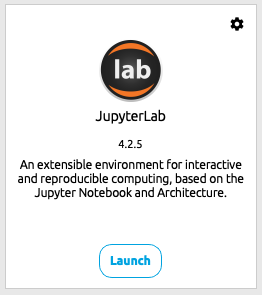 lab
JupyterLab
4.2.5
An extensible environment for interactive
and reproducible computing, based on the
Jupyter Notebook and Architecture.
Launch